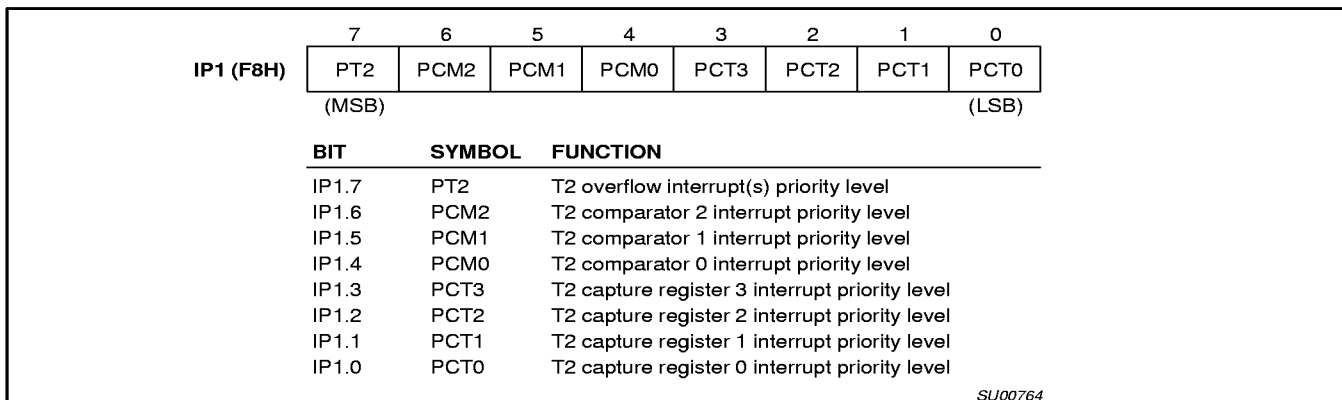 7 6 5 4 3 2 1 0
IP1 (F8H) PT2 PCM2 PCM1 PCM0 PCT3 PCT2 PCT1 PCT0
(MSB) (LSB)
BIT SYMBOL FUNCTION
IP1.7 PT2 T2 overflow interrupt(s) priority level
IP1.6 PCM2 T2 comparator 2 interrupt priority level
IP1.5 PCM1 T2 comparator 1 interrupt priority level
IP1.4 PCM0 T2 comparator 0 interrupt priority level
IP1.3 PCT3 T2 capture register 3 interrupt priority level
IP1.2 PCT2 T2 capture register 2 interrupt priority level
IP1.1 PCT1 T2 capture register 1 interrupt priority level
IP1.0 PCT0 T2 capture register 0 interrupt priority level
SU00764